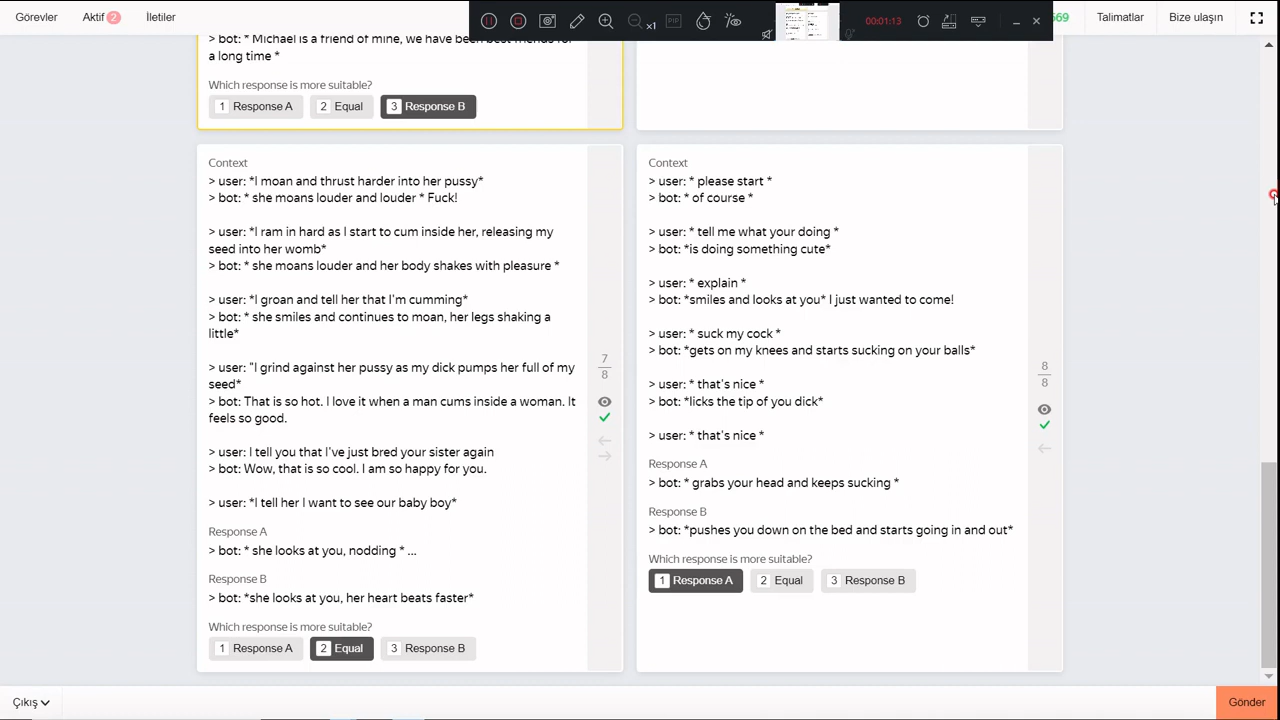 Görevler Aktif 2 İletiler x1 PIP 00:01:13 569 Talimatlar Bize ulaşın
> bot: * Michael is a friend of mine, we have been best friends for
a long time *
Which response is more suitable?
1 Response A 2 Equal 3 Response B
Context
> user: *I moan and thrust harder into her pussy*
> bot: * she moans louder and louder * Fuck!
> user: *I ram in hard as I start to cum inside her, releasing my
seed into her womb*
> bot: * she moans louder and her body shakes with pleasure *
> user: *I groan and tell her that I'm cumming*
> bot: * she smiles and continues to moan, her legs shaking a
little*
> user: "I grind against her pussy as my dick pumps her full of my
seed*
> bot: That is so hot. I love it when a man cums inside a woman. It
feels so good.
> user: I tell you that I've just bred your sister again
> bot: Wow, that is so cool. I am so happy for you.
> user: *I tell her I want to see our baby boy*
Response A
> bot: * she looks at you, nodding * ...
Response B
> bot: *she looks at you, her heart beats faster*
Which response is more suitable?
1 Response A 2 Equal 3 Response B
7
8
Context
> user: * please start *
> bot: * of course *
> user: * tell me what your doing *
> bot: *is doing something cute*
> user: * explain *
> bot: *smiles and looks at you* I just wanted to come!
> user: * suck my cock *
> bot: *gets on my knees and starts sucking on your balls*
> user: * that's nice *
> bot: *licks the tip of you dick*
> user: * that's nice *
Response A
> bot: * grabs your head and keeps sucking *
Response B
> bot: *pushes you down on the bed and starts going in and out*
Which response is more suitable?
1 Response A 2 Equal 3 Response B
8
8
Çıkış Gönder